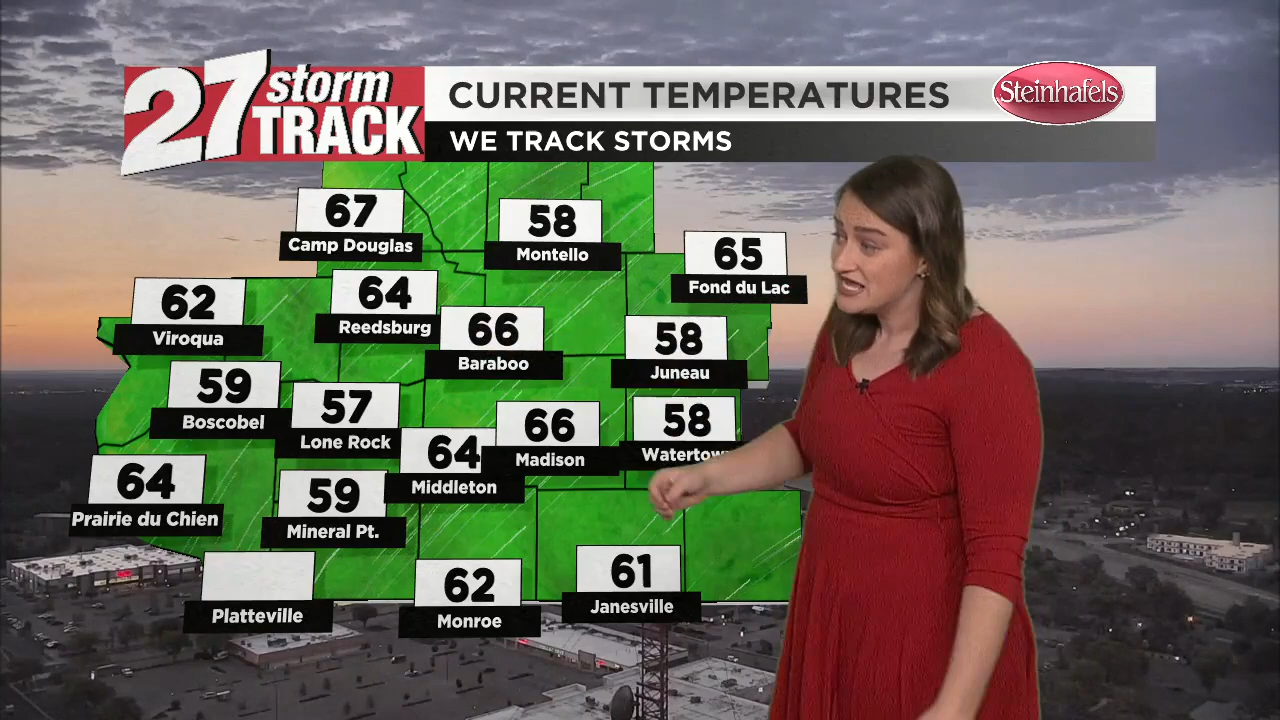 27 storm TRACK
CURRENT TEMPERATURES
Steinhafels
WE TRACK STORMS
67
Camp Douglas
58
Montello
65
Fond du Lac
62
Viroqua
64
Reedsburg
66
Baraboo
58
Juneau
59
Boscobel
57
Lone Rock
64
Middleton
66
Madison
58
Watertow
64
Prairie du Chien
59
Mineral Pt.
Platteville
62
Monroe
61
Janesville